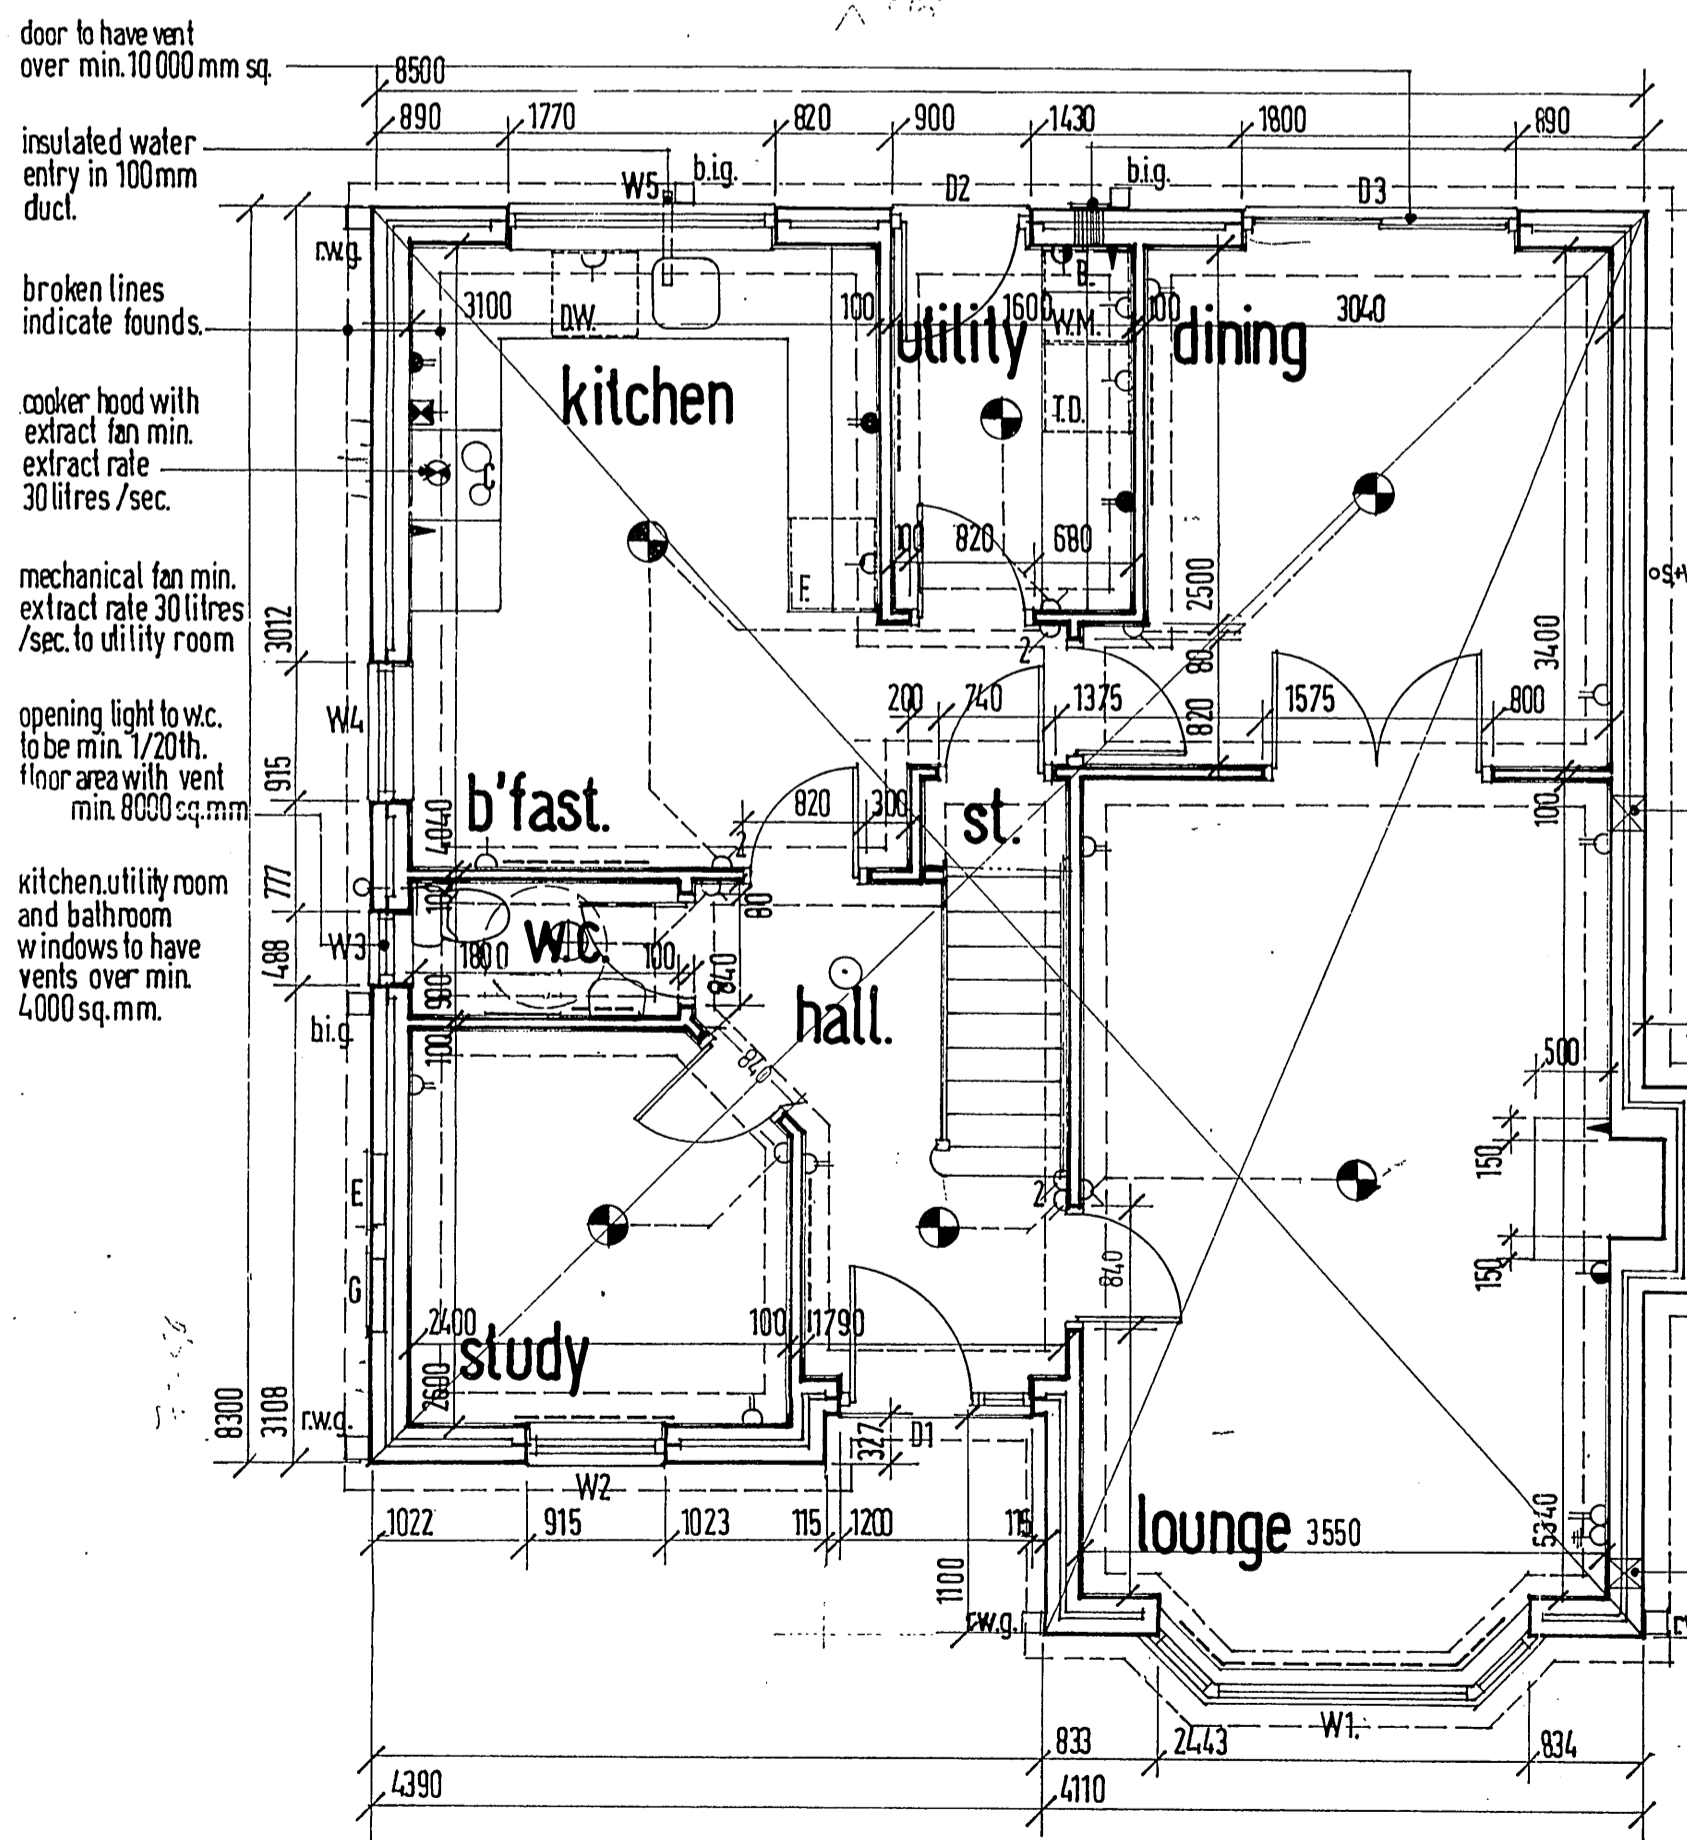 door to have vent
over min. 10 000 mm sq.
insulated water
entry in 100mm
duct.
broken lines
indicate founds.
cooker hood with
extract fan min.
extract rate
30 litres /sec.
mechanical fan min.
extract rate 30 litres
/sec. to utility room
opening light to w.c.
to be min. 1/20th.
floor area with vent
min. 8000 sq.mm
kitchen.utility room
and bathroom
windows to have
vents over min.
4000 sq.mm.
8500
890 1770 820 900 1430 1800 890
W5 b.i.g. D2 b.i.g. D3
r.w.g.
B.
3100 D.W. 100 1600 W.M. 100 3040
kitchen utility dining
T.D.
C
100 820 680
F.
2500
3012
3400
2
80
200 740 1375 1575 800
W4 820
915
b'fast. 820 300 st. 100
4040
2
777
100 80
W3 w.c.
488 1800 100 840
900
hall.
b.i.g. 100
840
500
150
E 2
840 150
G
2400 100 1790
study
2600
8300 3108 r.w.g.
327 D1
W2
1022 915 1023 115 1200 115
lounge 3550 5340
1100
r.w.g.
W1.
833 2443 834
4390 4110